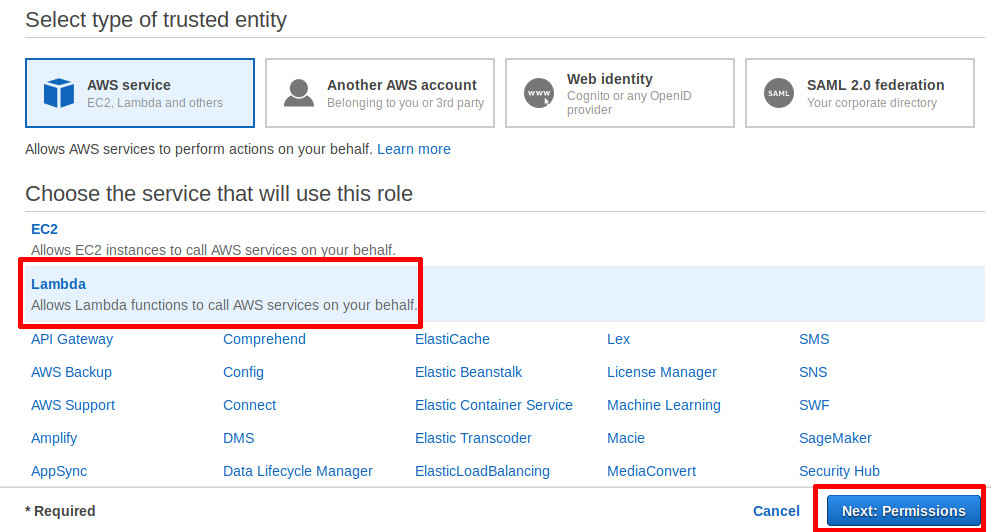 Select type of trusted entity
AWS service
EC2, Lambda and others
Another AWS account
Belonging to you or 3rd party
WWW
Web identity
Cognito or any OpenID
provider
SAML
SAML 2.0 federation
Your corporate directory
Allows AWS services to perform actions on your behalf. Learn more
Choose the service that will use this role
EC2
Allows EC2 instances to call AWS services on your behalf.
Lambda
Allows Lambda functions to call AWS services on your behalf.
API Gateway Comprehend ElastiCache Lex SMS
AWS Backup Config Elastic Beanstalk License Manager SNS
AWS Support Connect Elastic Container Service Machine Learning SWF
Amplify DMS Elastic Transcoder Macie SageMaker
AppSync Data Lifecycle Manager ElasticLoadBalancing MediaConvert Security Hub
* Required Cancel Next: Permissions